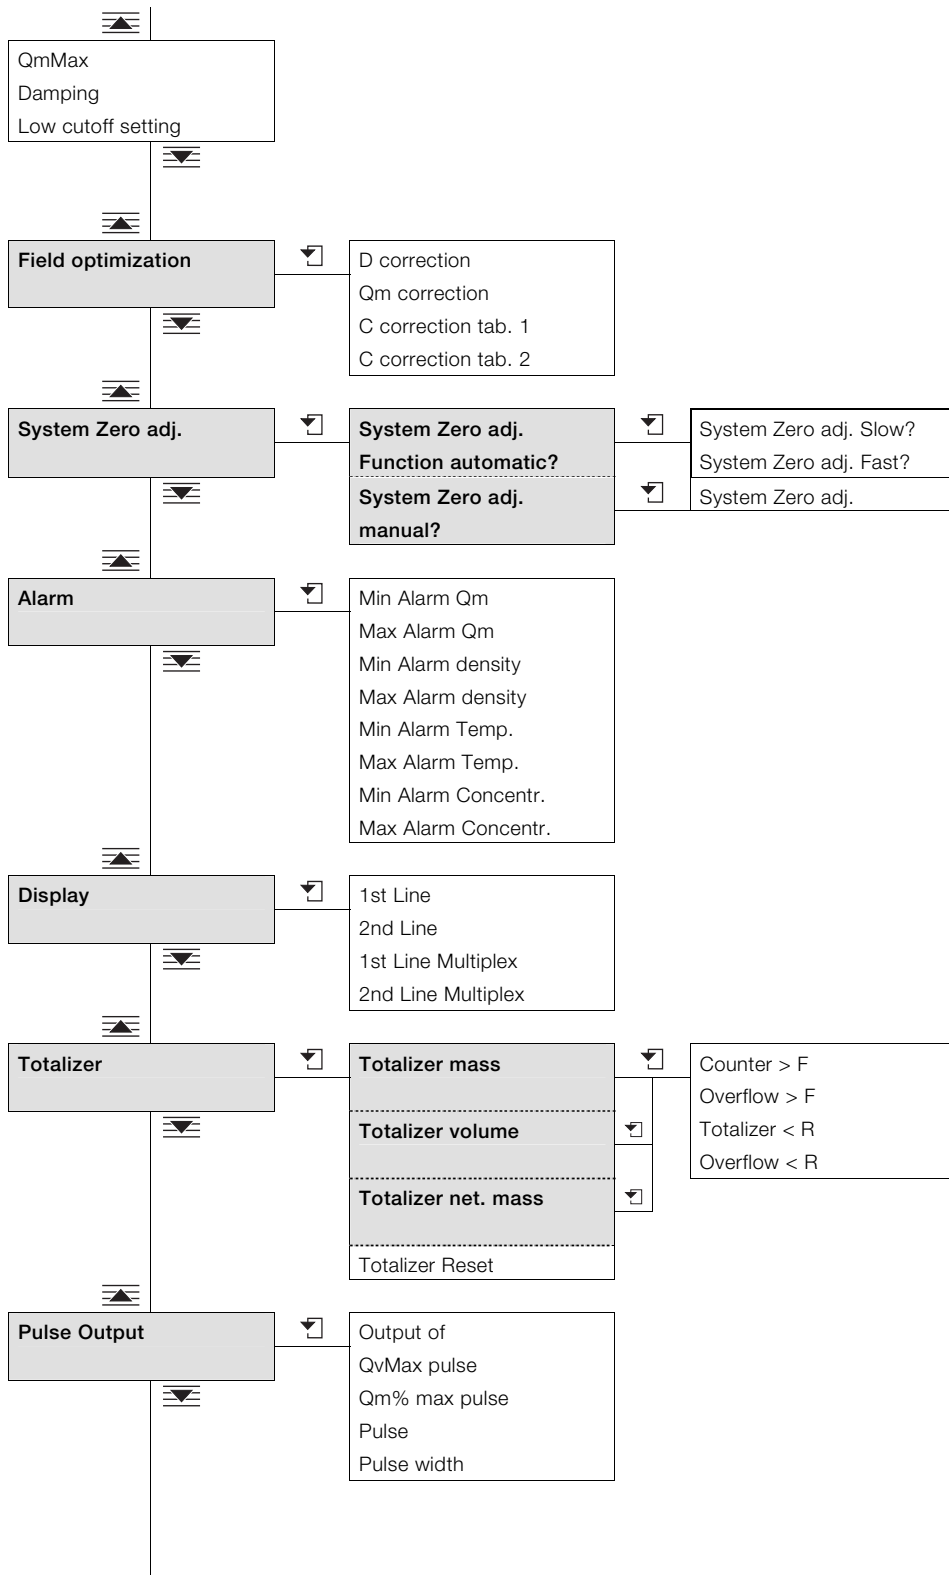 QmMax
Damping
Low cutoff setting
Field optimization
D correction
Qm correction
C correction tab. 1
C correction tab. 2
System Zero adj.
System Zero adj.
Function automatic?
System Zero adj. Slow?
System Zero adj. Fast?
System Zero adj.
manual?
System Zero adj.
Alarm
Min Alarm Qm
Max Alarm Qm
Min Alarm density
Max Alarm density
Min Alarm Temp.
Max Alarm Temp.
Min Alarm Concentr.
Max Alarm Concentr.
Display
1st Line
2nd Line
1st Line Multiplex
2nd Line Multiplex
Totalizer
Totalizer mass
Totalizer volume
Totalizer net. mass
Totalizer Reset
Counter > F
Overflow > F
Totalizer < R
Overflow < R
Pulse Output
Output of
QvMax pulse
Qm% max pulse
Pulse
Pulse width